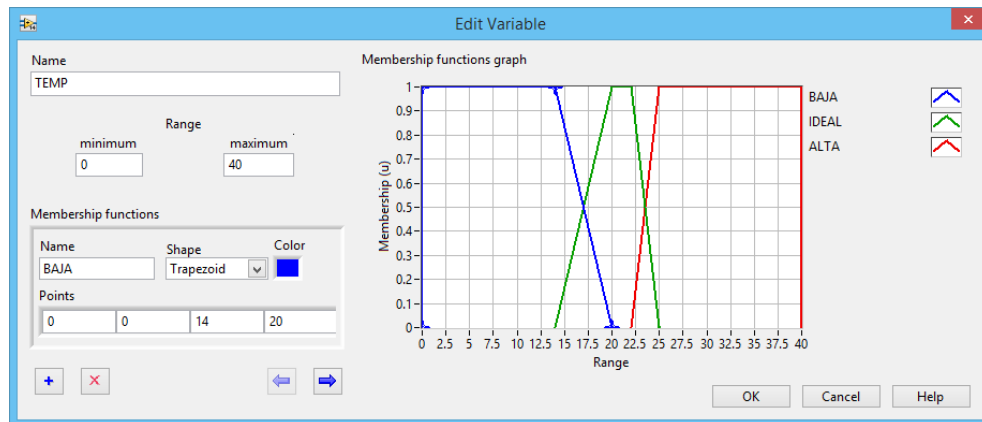 Edit Variable
Name
TEMP
Range
minimum maximum
0 40
Membership functions
Name Shape Color
BAJA Trapezoid
Points
0 0 14 20
Membership functions graph
Membership (u)
1
0.9
0.8
0.7
0.6
0.5
0.4
0.3
0.2
0.1
0
0 2.5 5 7.5 10 12.5 15 17.5 20 22.5 25 27.5 30 32.5 35 37.5 40
Range
BAJA
IDEAL
ALTA
OK Cancel Help